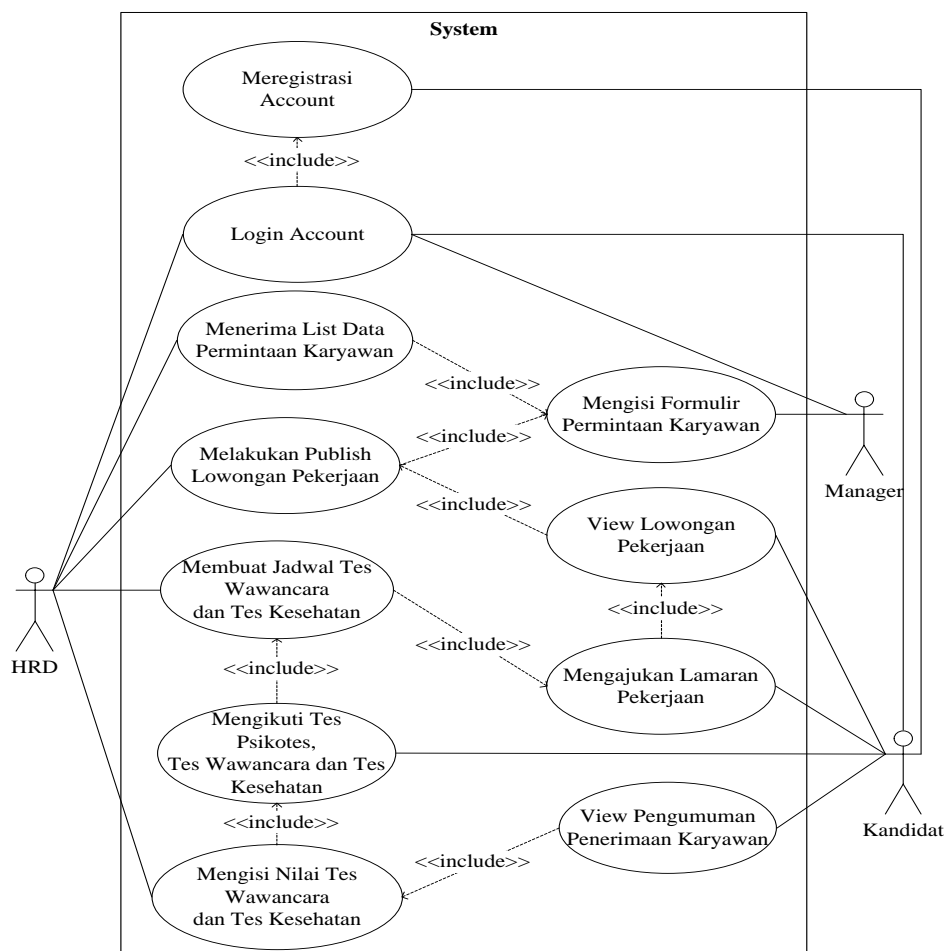 System
Meregistrasi
Account
<<include>>
Login Account
Menerima List Data
Permintaan Karyawan
<<include>>
Mengisi Formulir
Permintaan Karyawan
<<include>>
Melakukan Publish
Lowongan Pekerjaan
Manager
<<include>>
View Lowongan
Pekerjaan
Membuat Jadwal Tes
Wawancara
dan Tes Kesehatan
<<include>>
HRD
<<include>>
<<include>>
Mengajukan Lamaran
Pekerjaan
Mengikuti Tes
Psikotes,
Tes Wawancara dan Tes
Kesehatan
<<include>>
View Pengumuman
Penerimaan Karyawan
Kandidat
<<include>>
Mengisi Nilai Tes
Wawancara
dan Tes Kesehatan